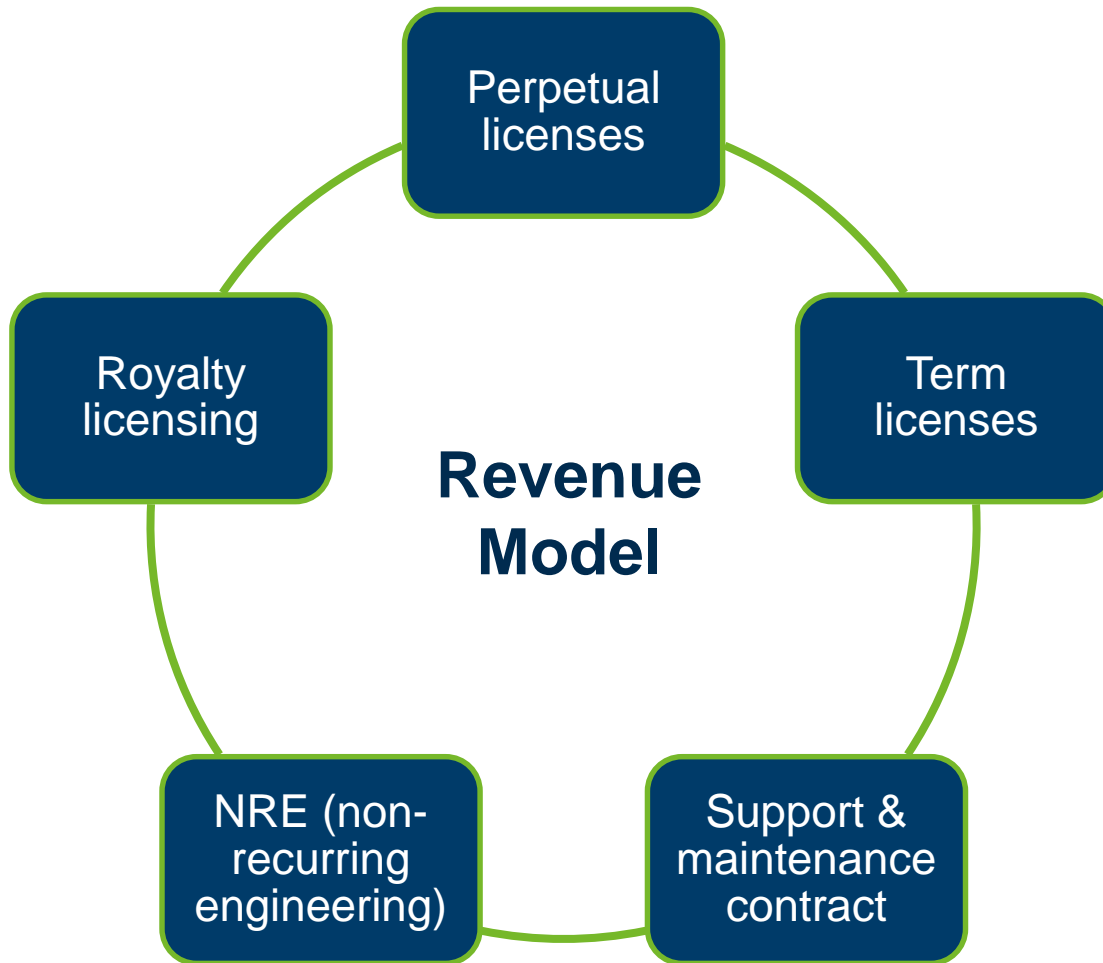 Perpetual
licenses
Royalty
licensing
Term
licenses
Revenue
Model
NRE (non-
recurring
engineering)
Support &
maintenance
contract